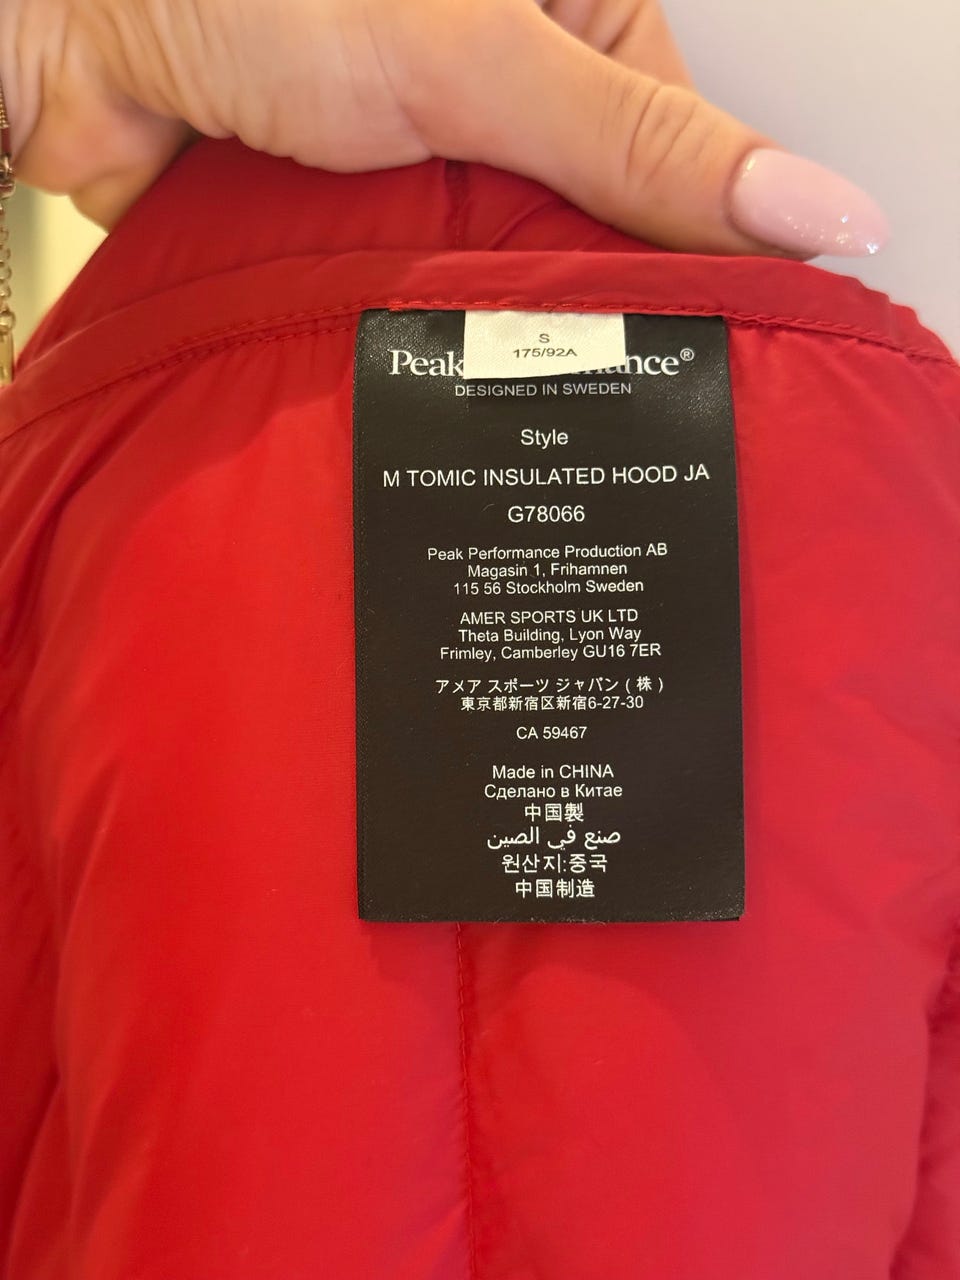 S
175/92A
Peak nce®
DESIGNED IN SWEDEN
Style
M TOMIC INSULATED HOOD JA
G78066
Peak Performance Production AB
Magasin 1, Frihamnen
115 56 Stockholm Sweden
AMER SPORTS UK LTD
Theta Building, Lyon Way
Frimley, Camberley GU16 7ER
アメア スポーツ ジャパン ( 株 )
東京都新宿区新宿6-27-30
CA 59467
Made in CHINA
Сделано в Китае
中国製
صنع في الصين
원산지:중국
中国制造